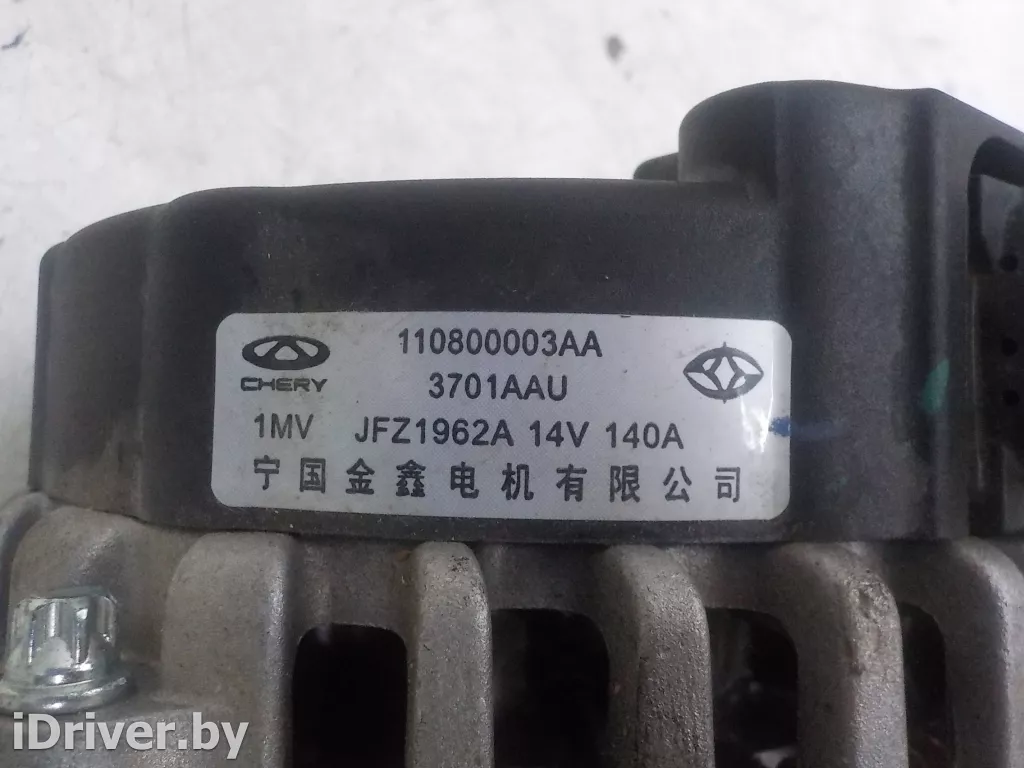 110800003AA
CHERY
3701AAU
1MV JFZ1962A 14V 140A
宁国金鑫电机有限公司
iDriver.by